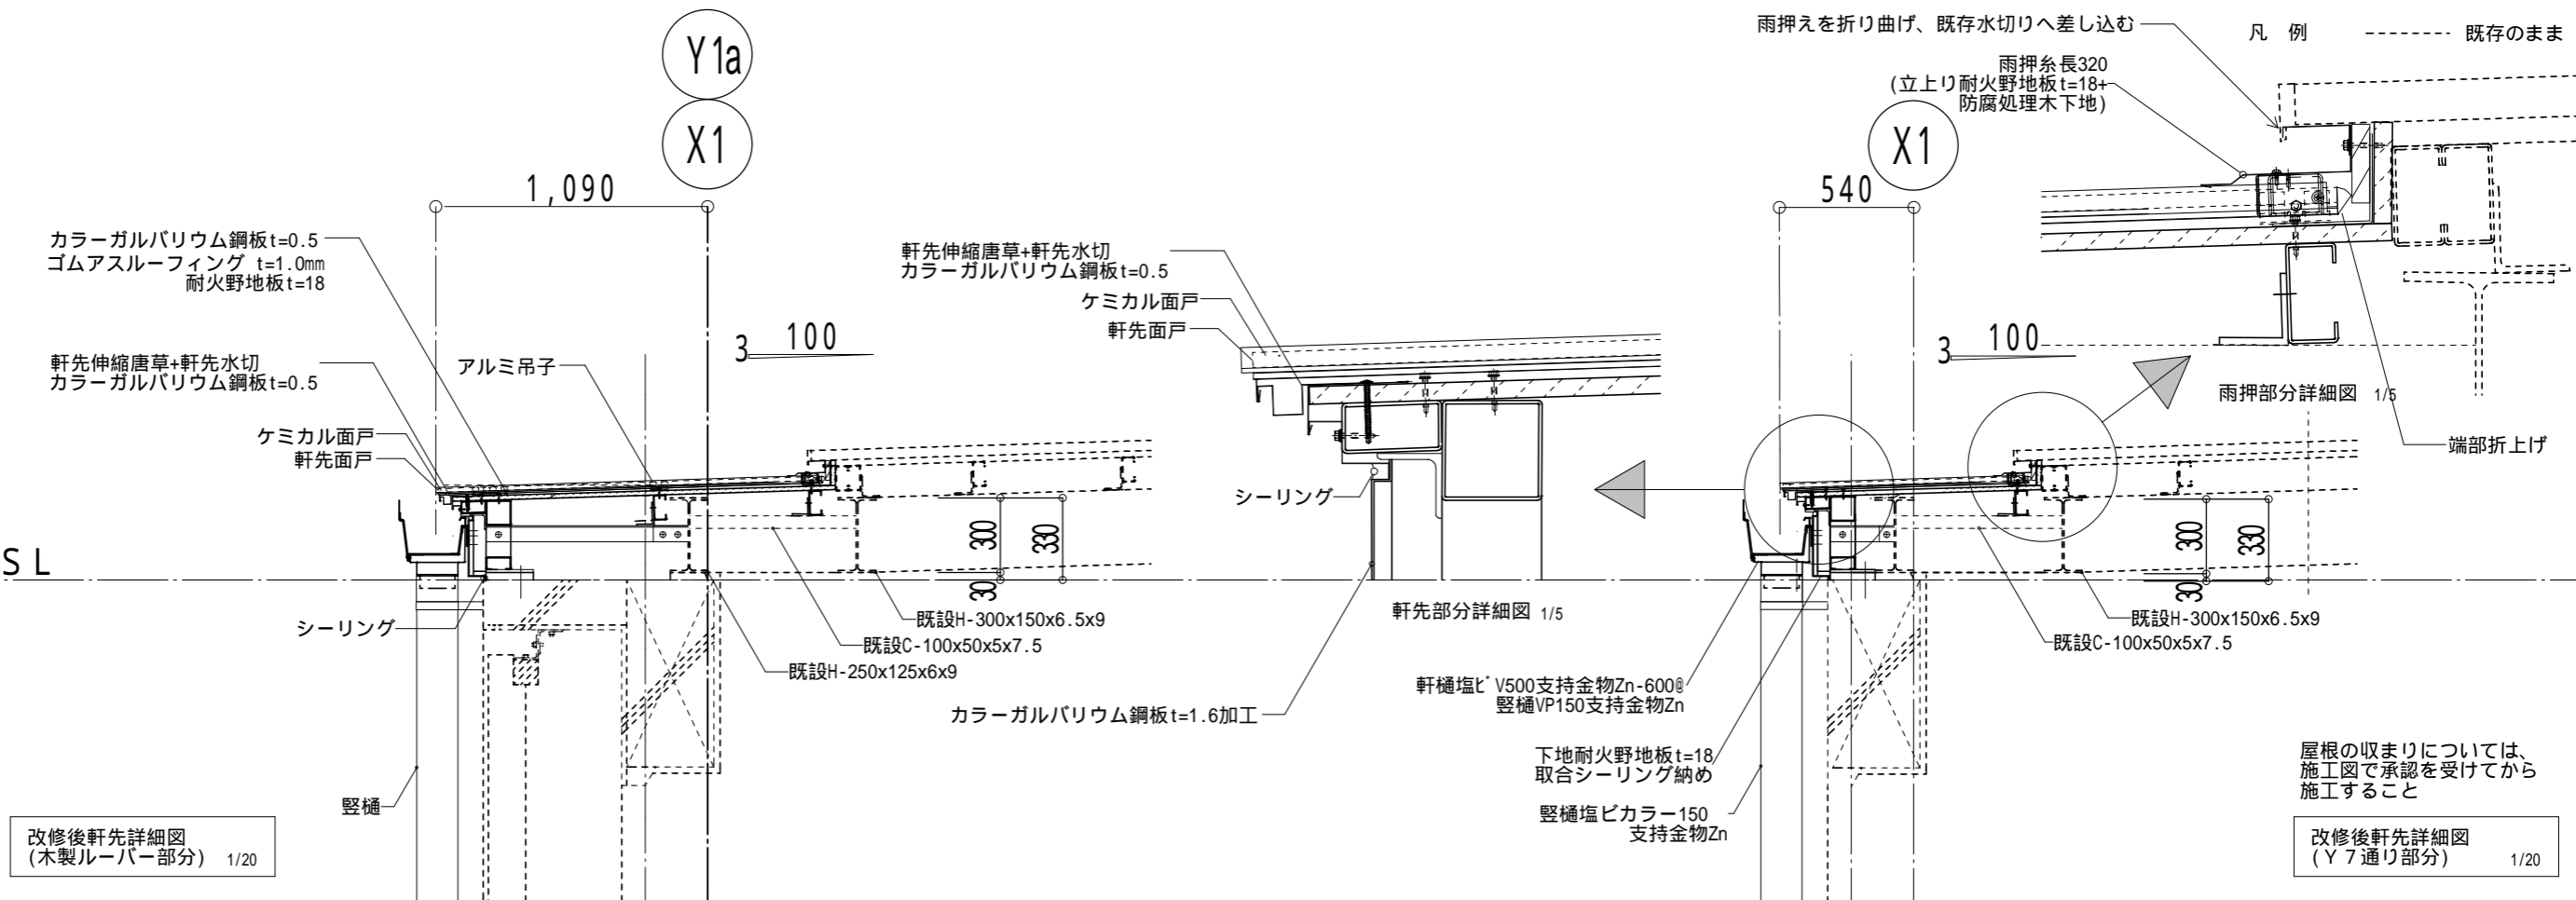 Y1a
X1
1,090
カラーガルバリウム鋼板t=0.5
ゴムアスルーフィング t=1.0mm
耐火野地板t=18
軒先伸縮唐草+軒先水切
カラーガルバリウム鋼板t=0.5
アルミ吊子
3 100
ケミカル面戸
軒先面戸
SL
300
330
30
シーリング
既設H-300x150x6.5x9
既設C-100x50x5x7.5
既設H-250x125x6x9
竪樋
改修後軒先詳細図
(木製ルーバー部分) 1/20
軒先伸縮唐草+軒先水切
カラーガルバリウム鋼板t=0.5
ケミカル面戸
軒先面戸
シーリング
軒先部分詳細図 1/5
カラーガルバリウム鋼板t=1.6加工
雨押えを折り曲げ、既存水切りへ差し込む
凡 例 既存のまま
雨押糸長320
(立上り耐火野地板t=18+
防腐処理木下地)
X1
540
3 100
雨押部分詳細図 1/5
端部折上げ
300
330
30
既設H-300x150x6.5x9
既設C-100x50x5x7.5
軒樋塩ビV500支持金物Zn-600@
竪樋VP150支持金物Zn
下地耐火野地板t=18
取合シーリング納め
竪樋塩ビカラー150
支持金物Zn
屋根の収まりについては、
施工図で承認を受けてから
施工すること
改修後軒先詳細図
(Y7通り部分) 1/20